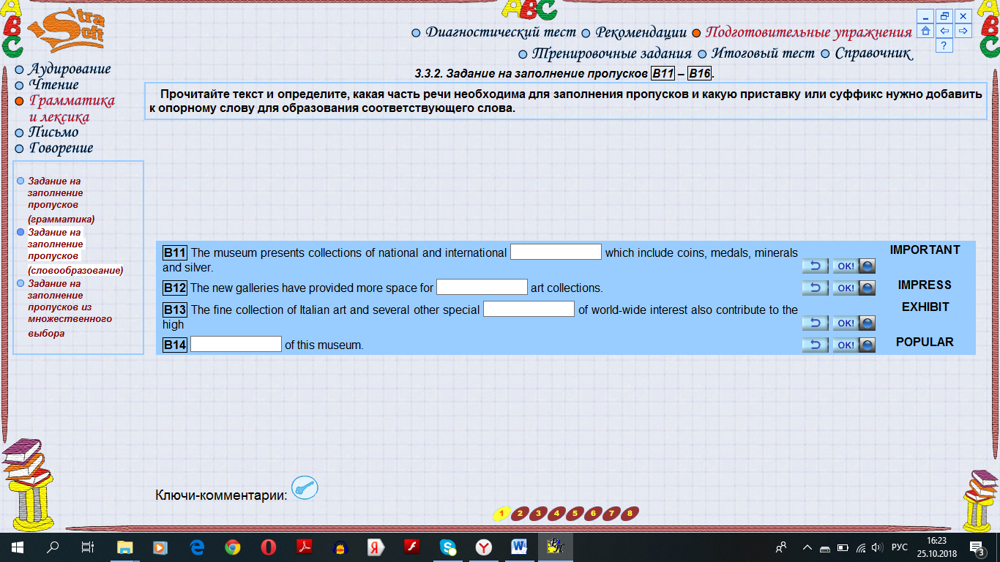 ABC
ABC
ABC
Stra
Soft
Диагностический тест Рекомендации Подготовительные упражнения
Тренировочные задания Итоговый тест Справочник
?
Аудирование
Чтение
Грамматика
и лексика
Письмо
Говорение
3.3.2. Задание на заполнение пропусков B11 – B16.
Прочитайте текст и определите, какая часть речи необходима для заполнения пропусков и какую приставку или суффикс нужно добавить
к опорному слову для образования соответствующего слова.
Задание на
заполнение
пропусков
(грамматика)
Задание на
заполнение
пропусков
(словообразование)
Задание на
заполнение
пропусков из
множественного
выбора
B11 The museum presents collections of national and international which include coins, medals, minerals
and silver.
OK!
IMPORTANT
B12 The new galleries have provided more space for art collections.
OK!
IMPRESS
B13 The fine collection of Italian art and several other special of world-wide interest also contribute to the
high
OK!
EXHIBIT
B14 of this museum.
OK!
POPULAR
Ключи-комментарии:
1 2 3 4 5 6 7 8
РУС
16:23
25.10.2018
3